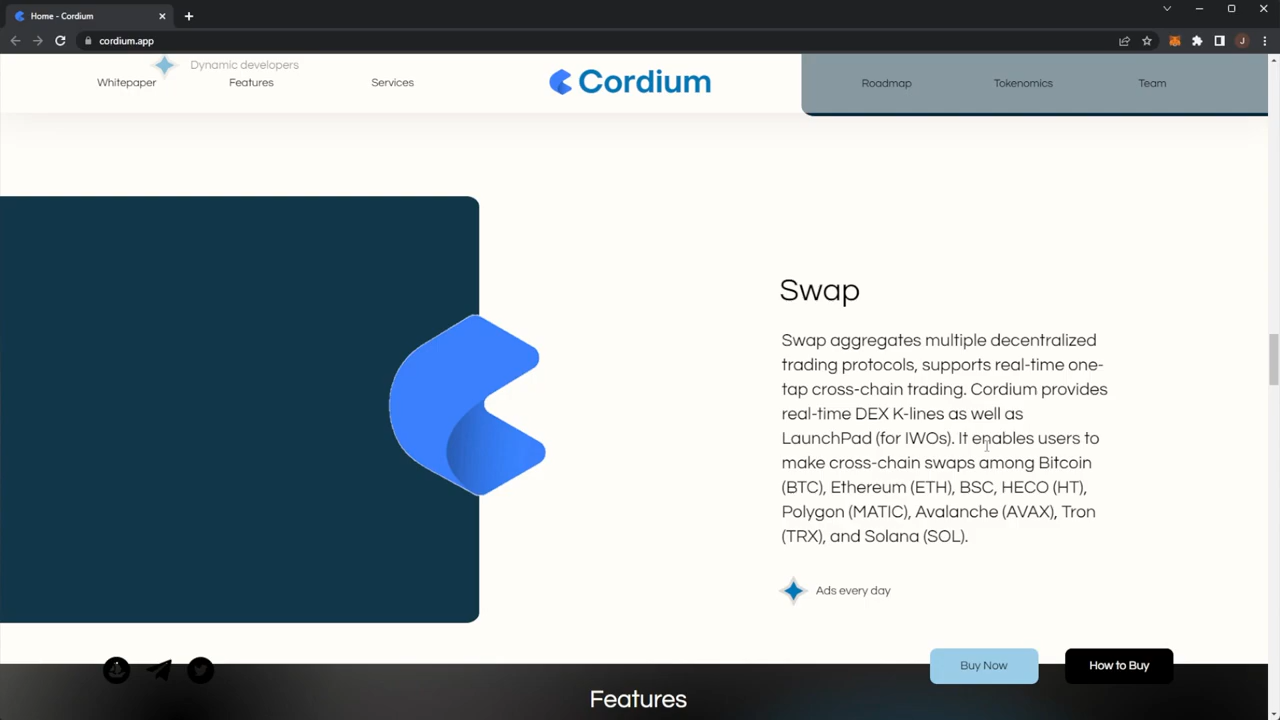 Home - Cordium
cordium.app
J
Dynamic developers
Whitepaper
Features
Services
Cordium
Roadmap
Tokenomics
Team
Swap
Swap aggregates multiple decentralized
trading protocols, supports real-time one-
tap cross-chain trading. Cordium provides
real-time DEX K-lines as well as
LaunchPad (for IWOs). It enables users to
make cross-chain swaps among Bitcoin
(BTC), Ethereum (ETH), BSC, HECO (HT),
Polygon (MATIC), Avalanche (AVAX), Tron
(TRX), and Solana (SOL).
Ads every day
Buy Now
How to Buy
Features